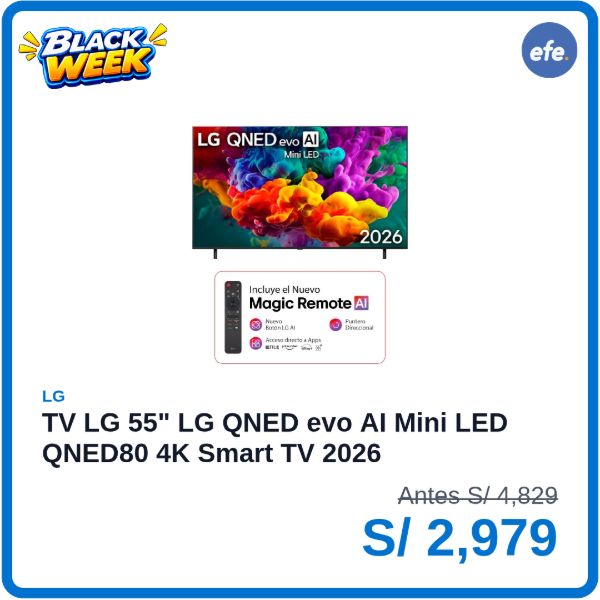 BLACK
WEEK
efe.
LG QNED evo AI
Mini LED
2026
Incluye el Nuevo
Magic Remote AI
Nuevo
Botón LG AI
Puntero
Direccional
Acceso directo a Apps
NETFLIX
LG
TV LG 55" LG QNED evo AI Mini LED
QNED80 4K Smart TV 2026
Antes S/ 4,829
S/ 2,979